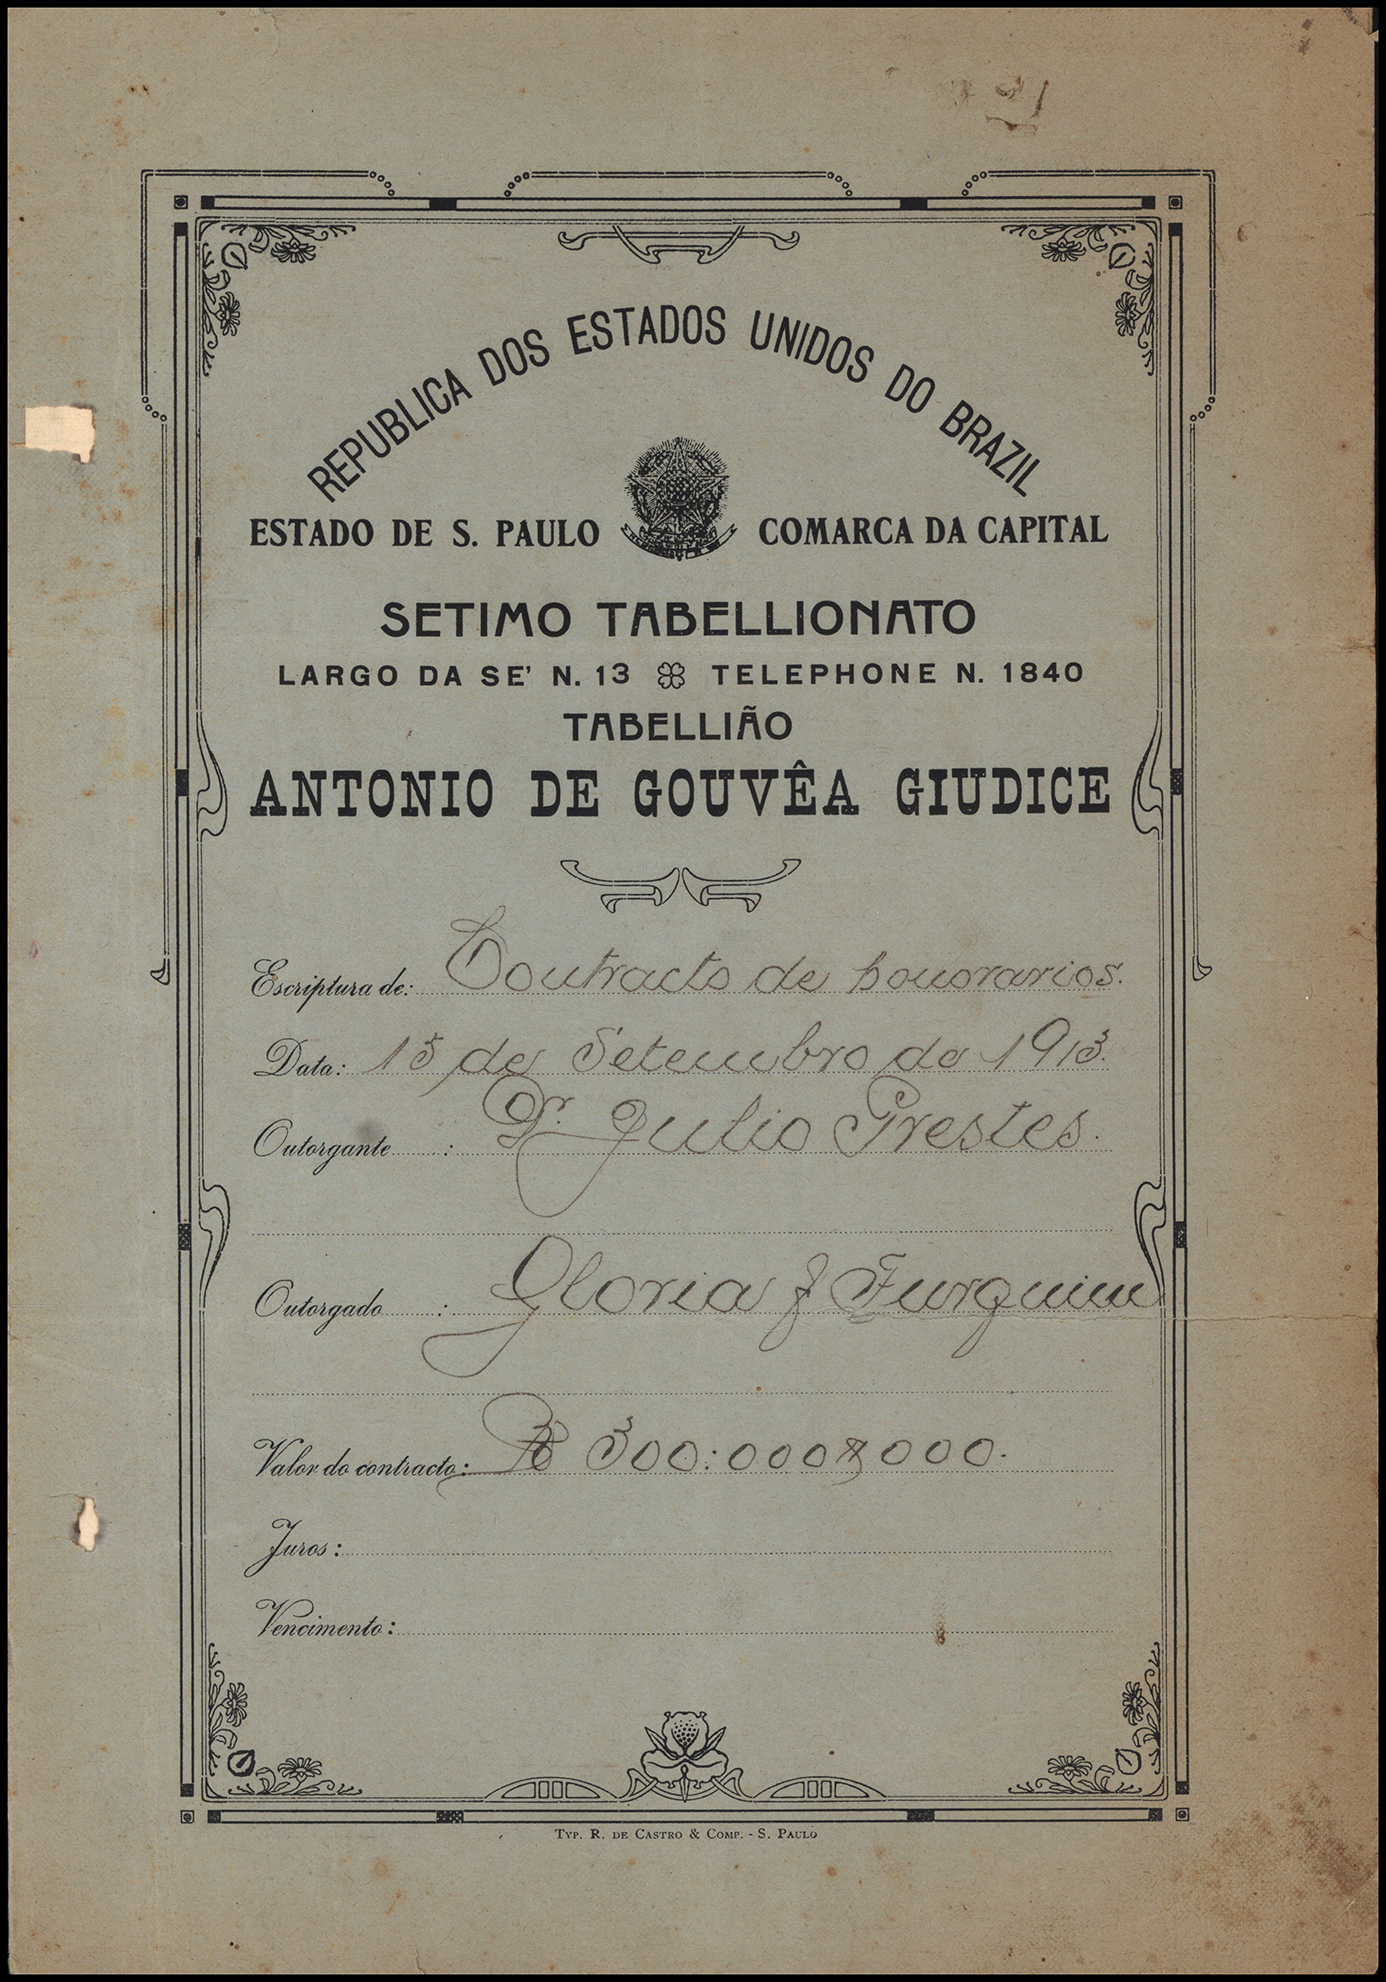 REPUBLICA DOS ESTADOS UNIDOS DO BRAZIL
ESTADO DE S. PAULO COMARCA DA CAPITAL
SETIMO TABELLIONATO
LARGO DA SE' N. 13 TELEPHONE N. 1840
TABELLIÃO
ANTONIO DE GOUVÊA GIUDICE
Escriptura de: Contracto de honorarios.
Data: 15 de Setembro de 1913.
Outorgante : Dr. Julio Prestes.
Outorgado : Gloria J Furquim
Valor do contracto: Rs 300:000$000.
Juros:
Vencimento:
TYP. R. DE CASTRO & COMP. - S. PAULO